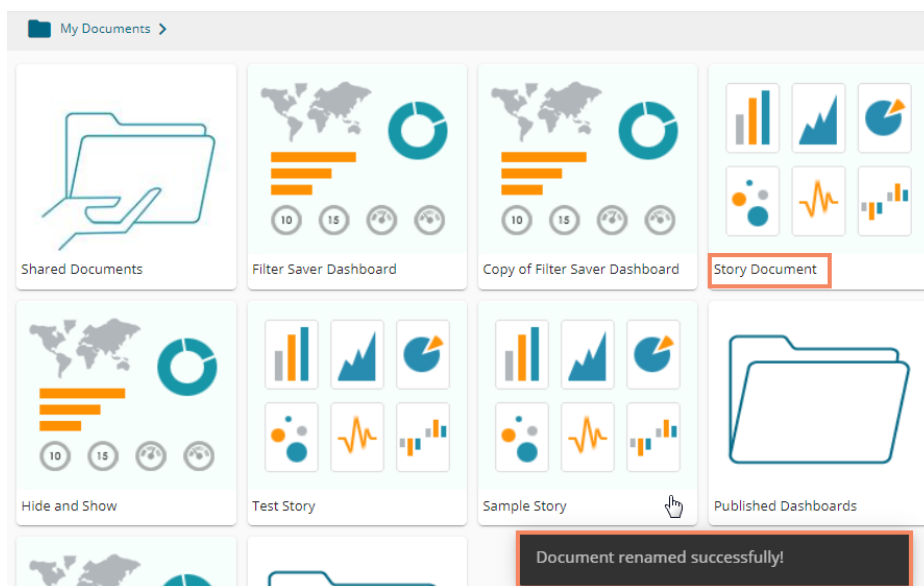 My Documents
10 15
10 15
Shared Documents
Filter Saver Dashboard
Copy of Filter Saver Dashboard
Story Document
10 15
Hide and Show
Test Story
Sample Story
Published Dashboards
Document renamed successfully!